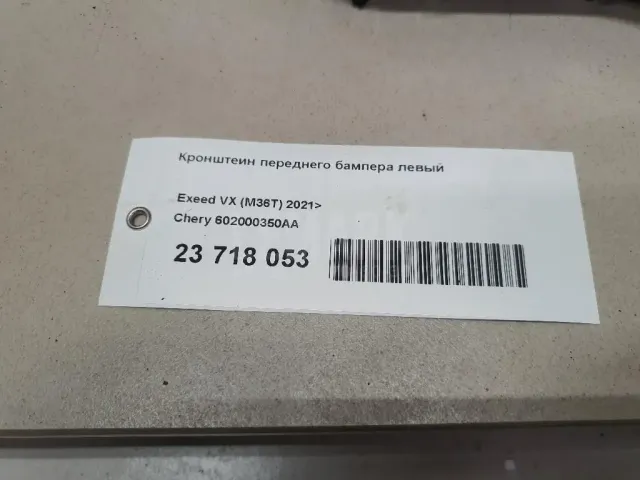 Кронштеин переднего бампера левый
Exeed VX (M36T) 2021>
Chery 602000350AA
23 718 053